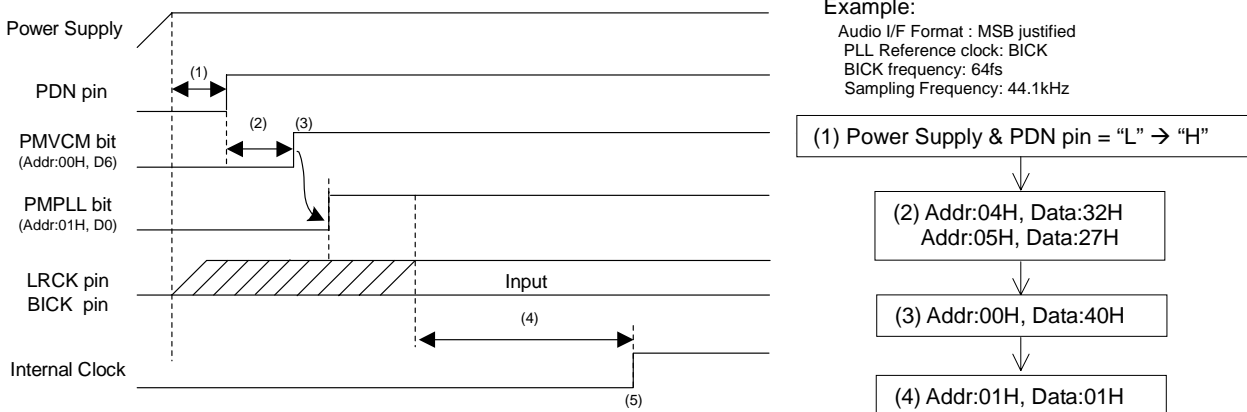 Power Supply
(1)
PDN pin
(2)
(3)
PMVCM bit
(Addr:00H, D6)
PMPLL bit
(Addr:01H, D0)
LRCK pin
BICK pin
Input
(4)
Internal Clock
(5)
Example:
Audio I/F Format : MSB justified
PLL Reference clock: BICK
BICK frequency: 64fs
Sampling Frequency: 44.1kHz
(1) Power Supply & PDN pin = “L” → “H”
(2) Addr:04H, Data:32H
Addr:05H, Data:27H
(3) Addr:00H, Data:40H
(4) Addr:01H, Data:01H